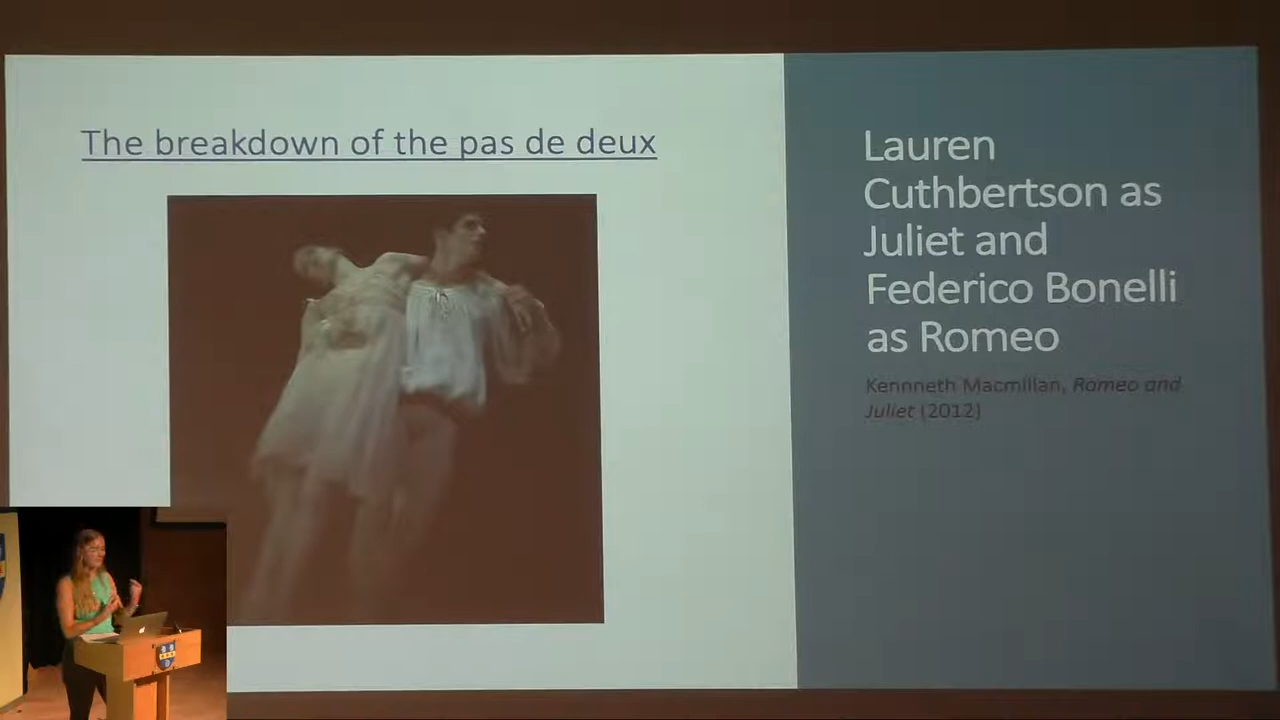 The breakdown of the pas de deux
Lauren
Cuthbertson as
Juliet and
Federico Bonelli
as Romeo
Kennneth Macmillan, Romeo and
Juliet (2012)